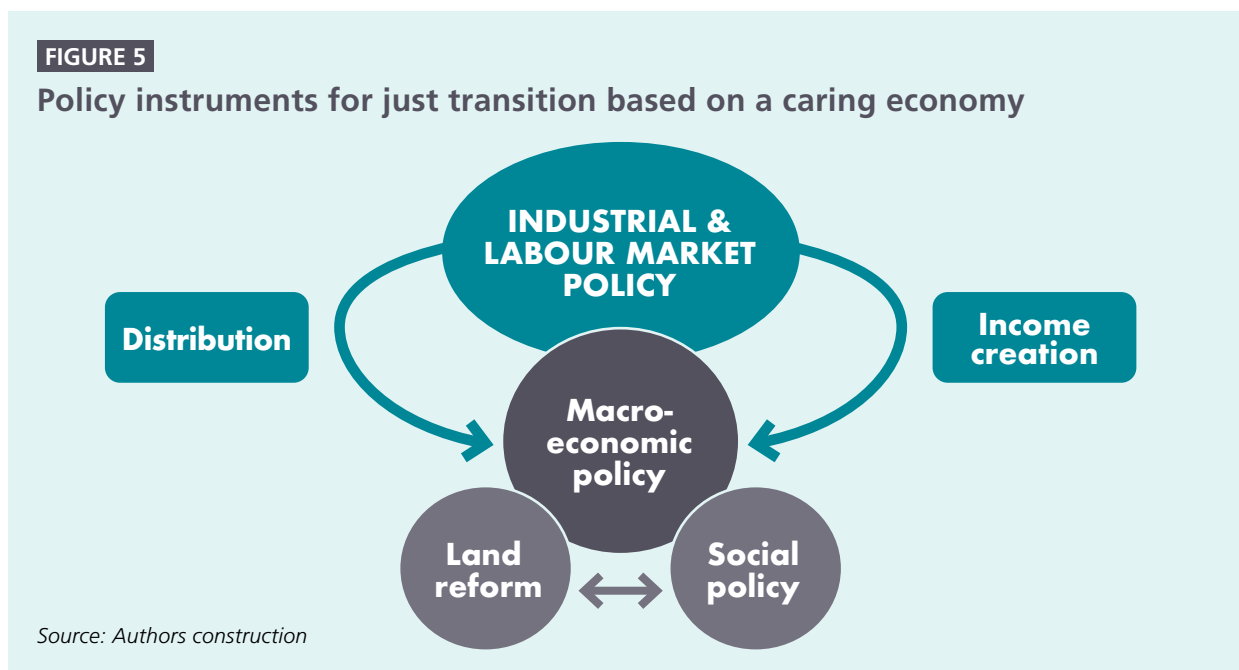 FIGURE 5
Policy instruments for just transition based on a caring economy
INDUSTRIAL &
LABOUR MARKET
POLICY
Distribution
Income
creation
Macro-
economic
policy
Land
reform
Social
policy
Source: Authors construction